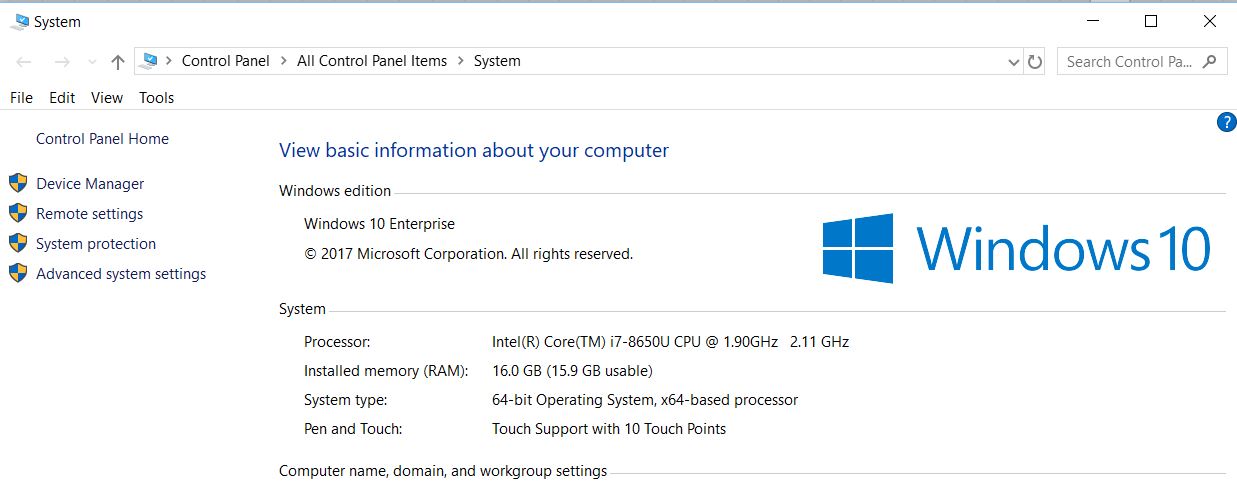 System
Control Panel > All Control Panel Items > System
Search Control Pa...
File Edit View Tools
?
Control Panel Home
Device Manager
Remote settings
System protection
Advanced system settings
View basic information about your computer
Windows edition
Windows 10 Enterprise
© 2017 Microsoft Corporation. All rights reserved.
Windows 10
System
Processor: Intel(R) Core(TM) i7-8650U CPU @ 1.90GHz 2.11 GHz
Installed memory (RAM): 16.0 GB (15.9 GB usable)
System type: 64-bit Operating System, x64-based processor
Pen and Touch: Touch Support with 10 Touch Points
Computer name, domain, and workgroup settings